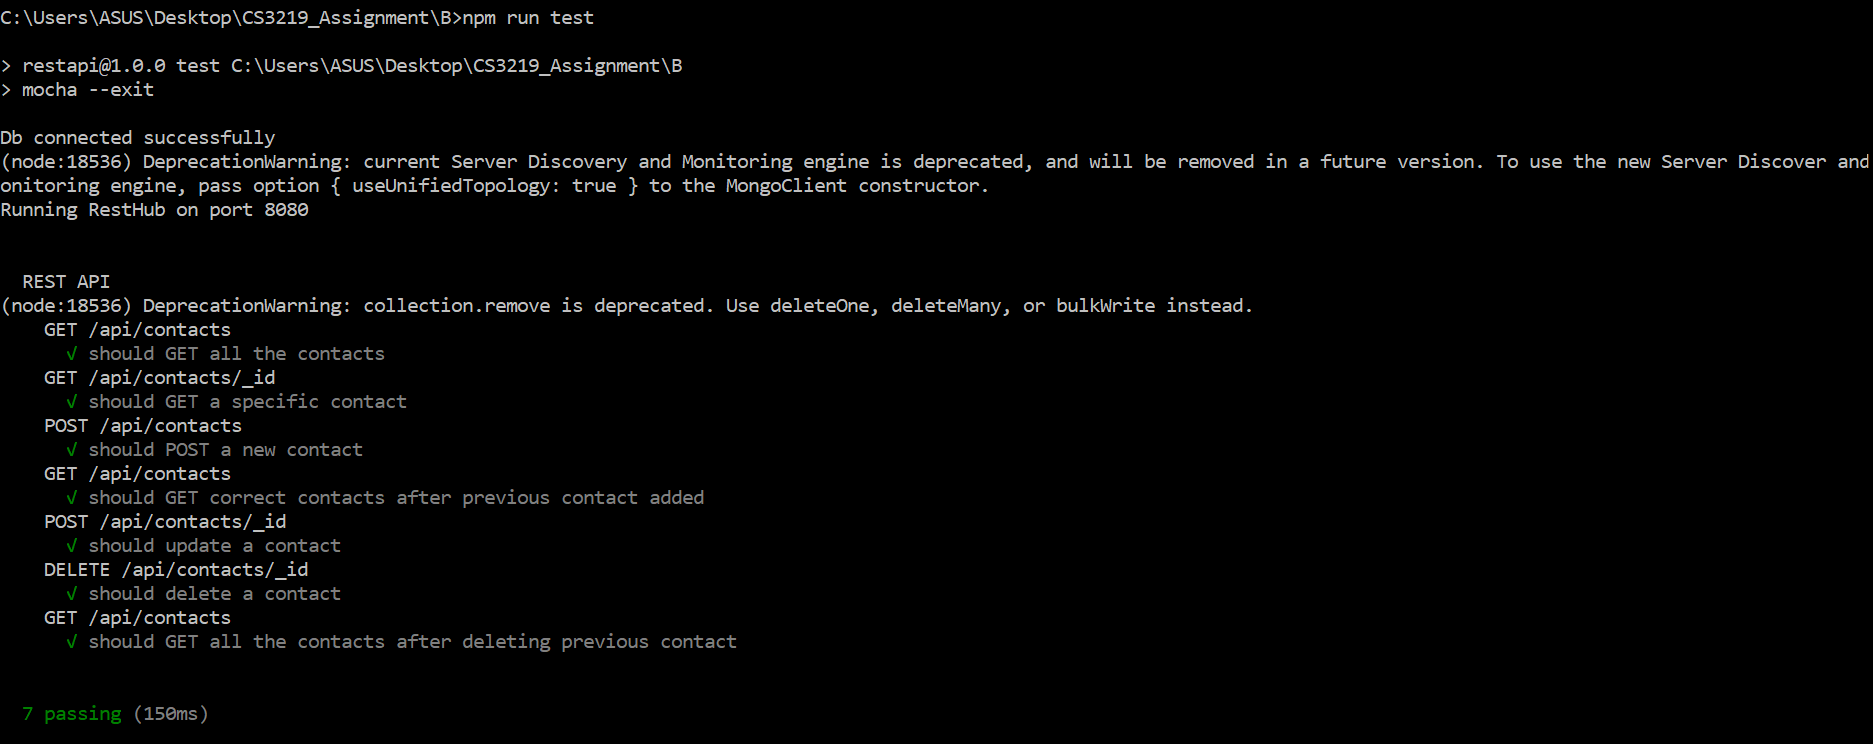 C:\Users\ASUS\Desktop\CS3219_Assignment\B>npm run test
> restapi@1.0.0 test C:\Users\ASUS\Desktop\CS3219_Assignment\B
> mocha --exit
Db connected successfully
(node:18536) DeprecationWarning: current Server Discovery and Monitoring engine is deprecated, and will be removed in a future version. To use the new Server Discover and
onitoring engine, pass option { useUnifiedTopology: true } to the MongoClient constructor.
Running RestHub on port 8080
REST API
(node:18536) DeprecationWarning: collection.remove is deprecated. Use deleteOne, deleteMany, or bulkWrite instead.
GET /api/contacts
√ should GET all the contacts
GET /api/contacts/_id
√ should GET a specific contact
POST /api/contacts
√ should POST a new contact
GET /api/contacts
√ should GET correct contacts after previous contact added
POST /api/contacts/_id
√ should update a contact
DELETE /api/contacts/_id
√ should delete a contact
GET /api/contacts
√ should GET all the contacts after deleting previous contact
7 passing (150ms)